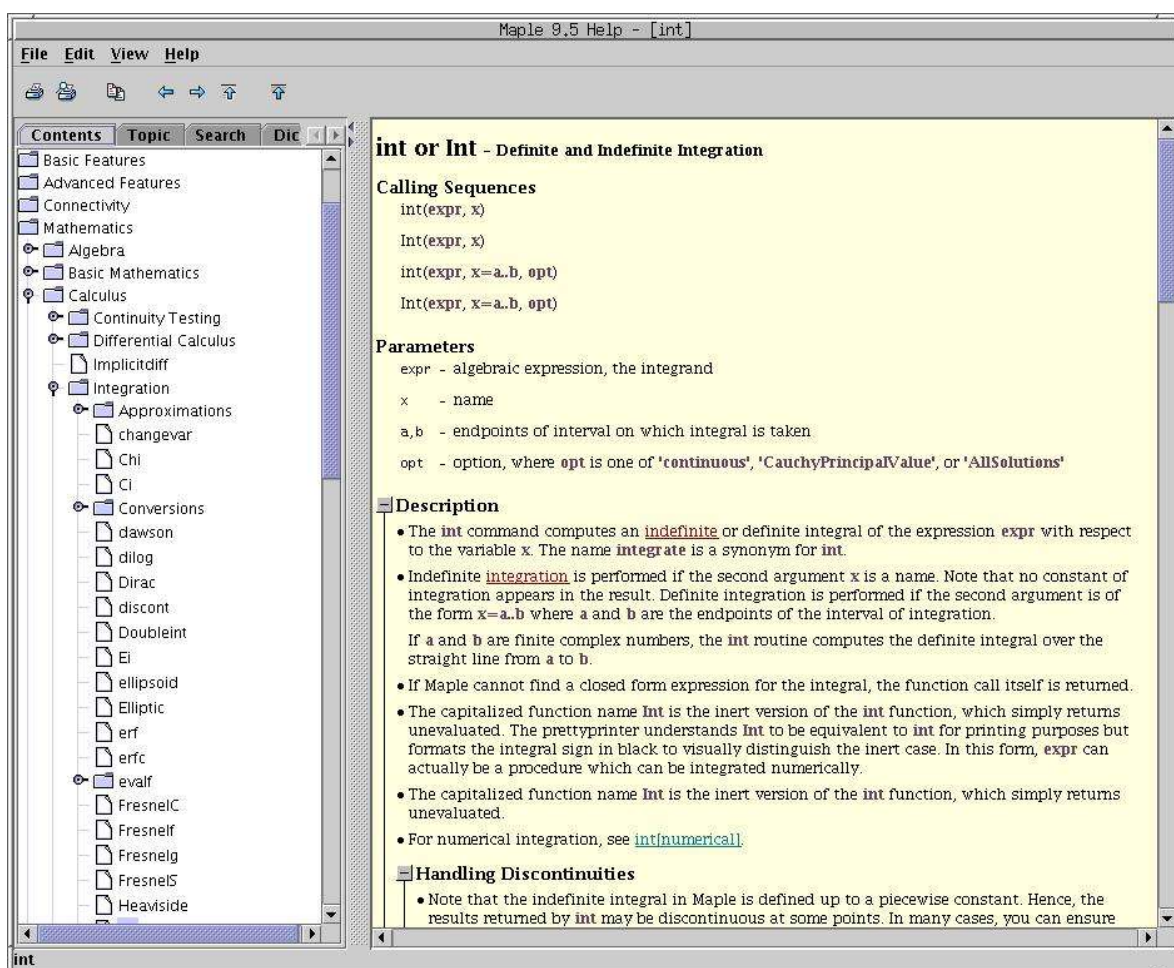 Maple 9.5 Help - [int]
File Edit View Help
Contents Topic Search Dic
Basic Features
Advanced Features
Connectivity
Mathematics
Algebra
Basic Mathematics
Calculus
Continuity Testing
Differential Calculus
Implicitdiff
Integration
Approximations
changevar
Chi
Ci
Conversions
dawson
dilog
Dirac
discont
Doubleint
Ei
ellipsoid
Elliptic
erf
erfc
evalf
FresnelC
Fresnelf
Fresnelg
FresnelS
Heaviside
int or Int - Definite and Indefinite Integration
Calling Sequences
int(expr, x)
Int(expr, x)
int(expr, x=a..b, opt)
Int(expr, x=a..b, opt)
Parameters
expr - algebraic expression, the integrand
x - name
a,b - endpoints of interval on which integral is taken
opt - option, where opt is one of 'continuous', 'CauchyPrincipalValue', or 'AllSolutions'
Description
• The int command computes an indefinite or definite integral of the expression expr with respect
to the variable x. The name integrate is a synonym for int.
• Indefinite integration is performed if the second argument x is a name. Note that no constant of
integration appears in the result. Definite integration is performed if the second argument is of
the form x=a..b where a and b are the endpoints of the interval of integration.
If a and b are finite complex numbers, the int routine computes the definite integral over the
straight line from a to b.
• If Maple cannot find a closed form expression for the integral, the function call itself is returned.
• The capitalized function name Int is the inert version of the int function, which simply returns
unevaluated. The prettyprinter understands Int to be equivalent to int for printing purposes but
formats the integral sign in black to visually distinguish the inert case. In this form, expr can
actually be a procedure which can be integrated numerically.
• The capitalized function name Int is the inert version of the int function, which simply returns
unevaluated.
• For numerical integration, see int[numerical].
Handling Discontinuities
• Note that the indefinite integral in Maple is defined up to a piecewise constant. Hence, the
results returned by int may be discontinuous at some points. In many cases, you can ensure
int